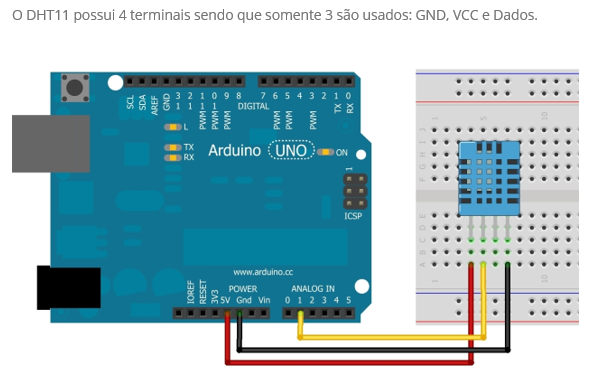 O DHT11 possui 4 terminais sendo que somente 3 são usados: GND, VCC e Dados.
SCL SDA AREF GND 13 12 11 10 9 8 7 6 5 4 3 2 1 0
PWM PWM PWM PWM PWM PWM TX RX
DIGITAL
L
TX
RX
Arduino UNO
ON
1
ICSP
www.arduino.cc
POWER ANALOG IN
IOREF RESET 3V3 5V Gnd Vin 0 1 2 3 4 5